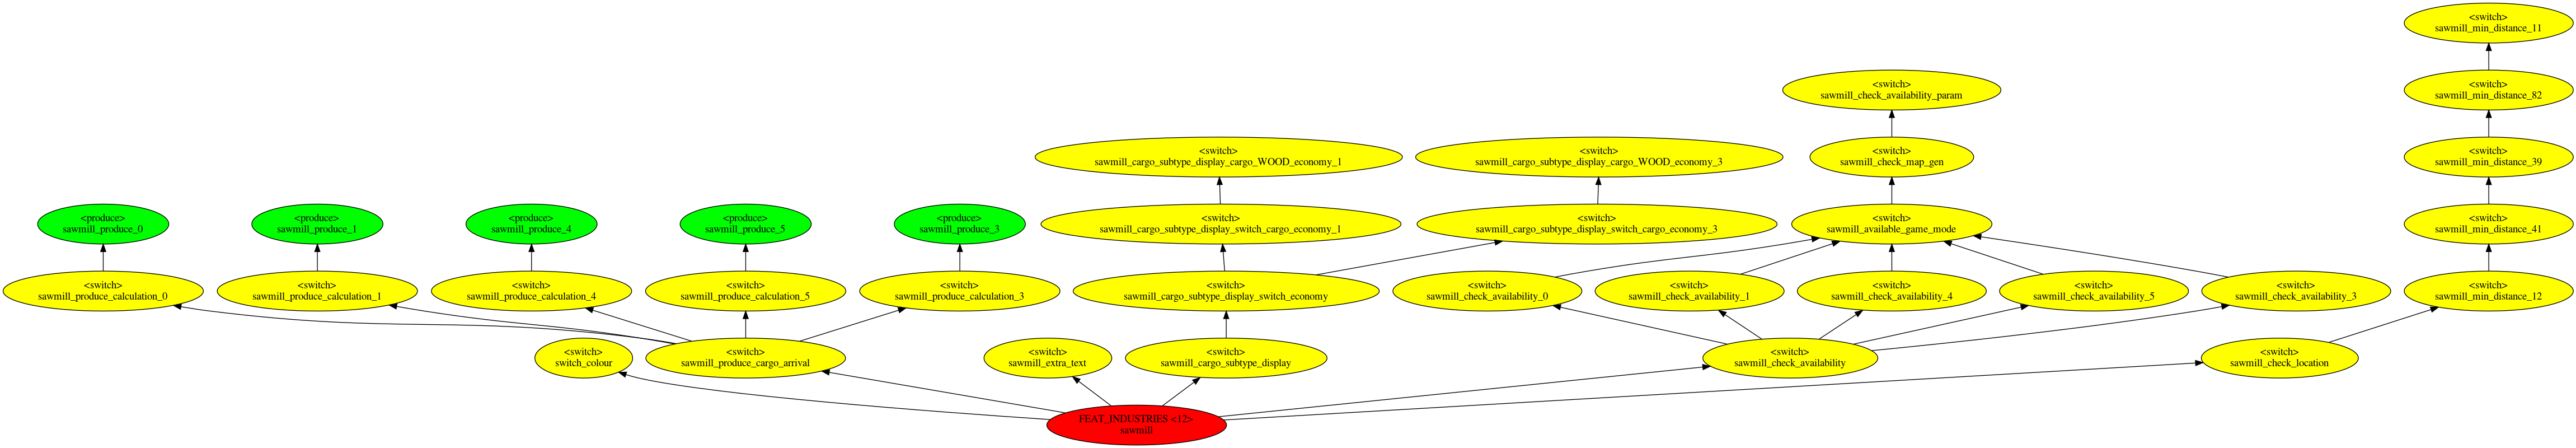 <switch>
sawmill_min_distance_11
<switch>
sawmill_check_availability_param
<switch>
sawmill_min_distance_82
<switch>
sawmill_cargo_subtype_display_cargo_WOOD_economy_1
<switch>
sawmill_cargo_subtype_display_cargo_WOOD_economy_3
<switch>
sawmill_check_map_gen
<switch>
sawmill_min_distance_39
<produce>
sawmill_produce_0
<produce>
sawmill_produce_1
<produce>
sawmill_produce_4
<produce>
sawmill_produce_5
<produce>
sawmill_produce_3
<switch>
sawmill_cargo_subtype_display_switch_cargo_economy_1
<switch>
sawmill_cargo_subtype_display_switch_cargo_economy_3
<switch>
sawmill_available_game_mode
<switch>
sawmill_min_distance_41
<switch>
sawmill_produce_calculation_0
<switch>
sawmill_produce_calculation_1
<switch>
sawmill_produce_calculation_4
<switch>
sawmill_produce_calculation_5
<switch>
sawmill_produce_calculation_3
<switch>
sawmill_cargo_subtype_display_switch_economy
<switch>
sawmill_check_availability_0
<switch>
sawmill_check_availability_1
<switch>
sawmill_check_availability_4
<switch>
sawmill_check_availability_5
<switch>
sawmill_check_availability_3
<switch>
sawmill_min_distance_12
<switch>
switch_colour
<switch>
sawmill_produce_cargo_arrival
<switch>
sawmill_extra_text
<switch>
sawmill_cargo_subtype_display
<switch>
sawmill_check_availability
<switch>
sawmill_check_location
FEAT_INDUSTRIES <12>
sawmill